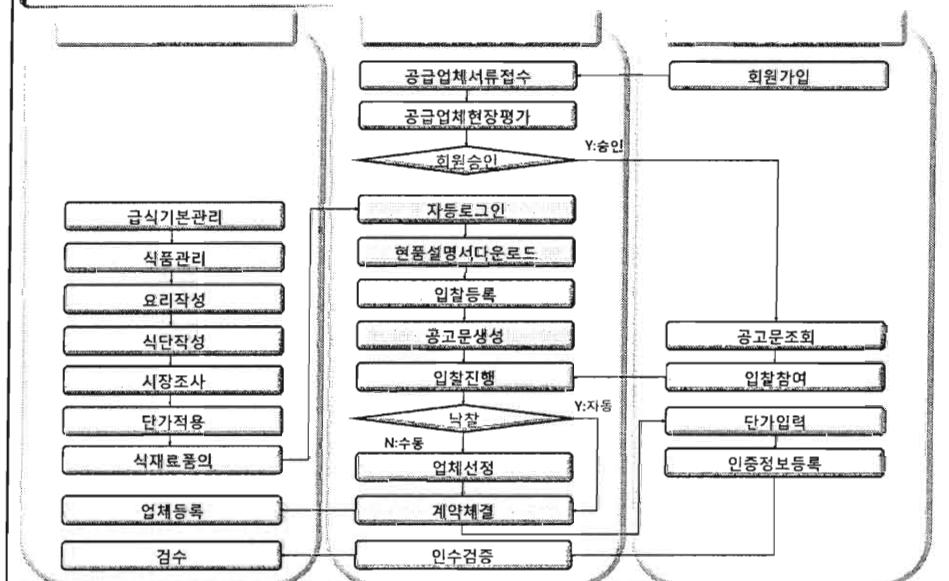 공급업체서류접수
회원가입
공급업체현장평가
Y:승인
회원승인
급식기본관리
자동로그인
식품관리
현품설명서다운로드
요리작성
입찰등록
식단작성
공고문생성
공고문조회
시장조사
입찰진행
입찰참여
단가적용
낙찰
Y:자동
단가입력
N:수동
식재료품의
업체선정
인증정보등록
업체등록
계약체결
검수
인수검증